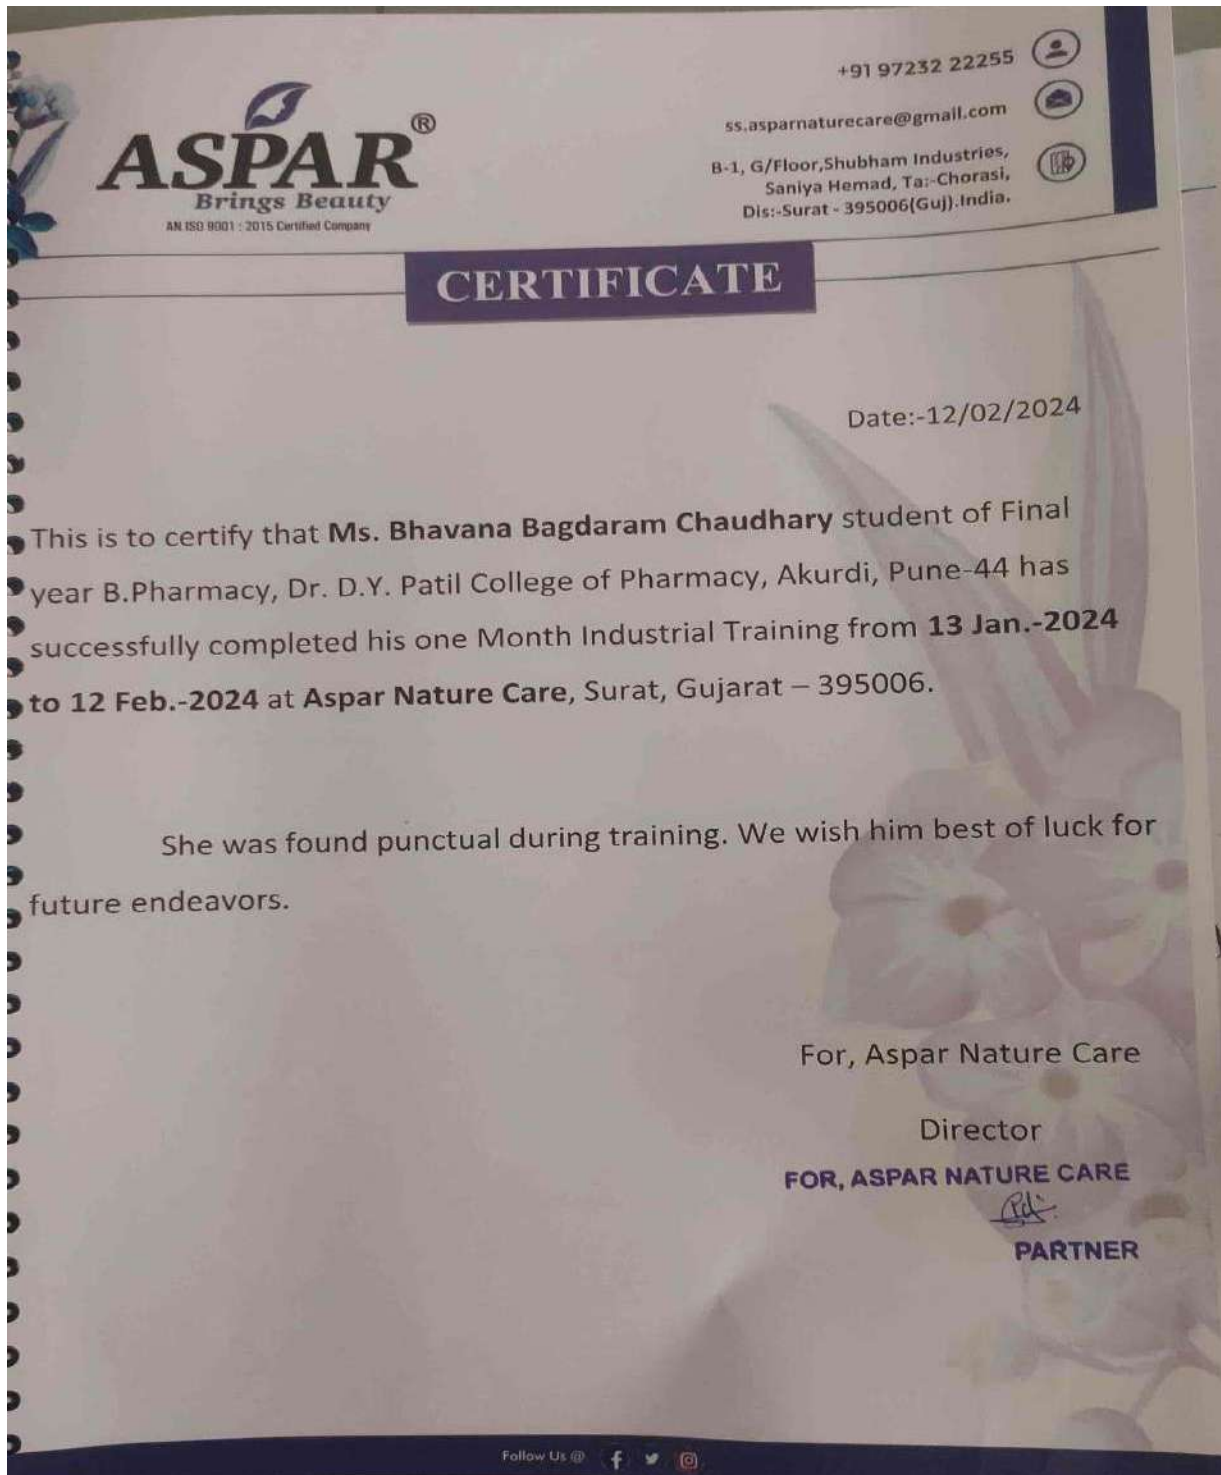 +91 97232 22255
ss.asparnaturecare@gmail.com
B-1, G/Floor,Shubham Industries,
Saniya Hemad, Ta:-Chorasi,
Dis:-Surat - 395006(Guj).India.
ASPAR®
Brings Beauty
AN ISO 9001 : 2015 Certified Company
CERTIFICATE
Date:-12/02/2024
This is to certify that Ms. Bhavana Bagdaram Chaudhary student of Final
year B.Pharmacy, Dr. D.Y. Patil College of Pharmacy, Akurdi, Pune-44 has
successfully completed his one Month Industrial Training from 13 Jan.-2024
to 12 Feb.-2024 at Aspar Nature Care, Surat, Gujarat – 395006.
She was found punctual during training. We wish him best of luck for
future endeavors.
For, Aspar Nature Care
Director
FOR, ASPAR NATURE CARE
PARTNER
Follow Us @